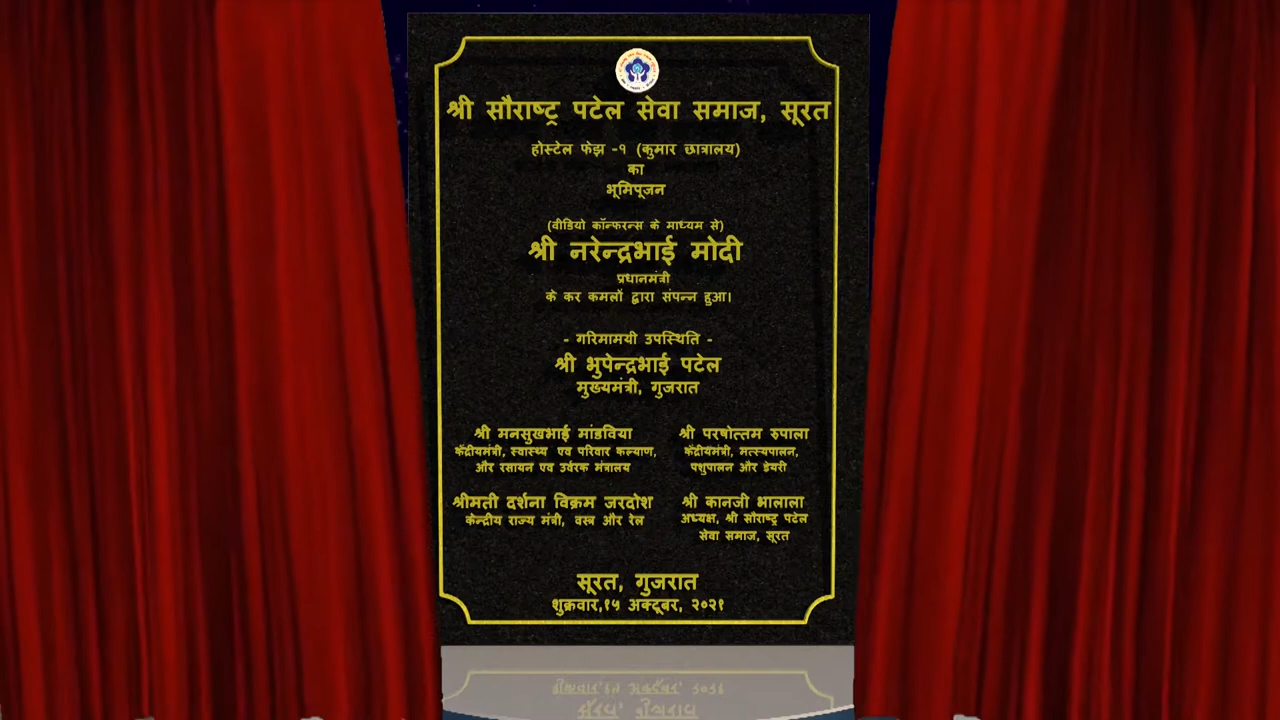 श्री सौराष्ट्र पटेल सेवा समाज, सूरत
होस्टेल फेझ -१ (कुमार छात्रालय)
का
भूमिपूजन
(वीडियो कॉन्फरन्स के माध्यम से)
श्री नरेन्द्रभाई मोदी
प्रधानमंत्री
के कर कमलों द्वारा संपन्न हुआ।
- गरिमामयी उपस्थिति -
श्री भुपेन्द्रभाई पटेल
मुख्यमंत्री, गुजरात
श्री मनसुखभाई मांडविया
केंद्रीयमंत्री, स्वास्थ्य एव परिवार कल्याण,
और रसायन एव उर्वरक मंत्रालय
श्री परषोत्तम रुपाला
केंद्रीयमंत्री, मत्स्यपालन,
पशुपालन और डेयरी
श्रीमती दर्शना विक्रम जरदोश
केन्द्रीय राज्य मंत्री, वस्त्र और रेल
श्री कानजी भालाला
अध्यक्ष, श्री सौराष्ट्र पटेल
सेवा समाज, सूरत
सूरत, गुजरात
शुक्रवार,१५ अक्टूबर, २०२१